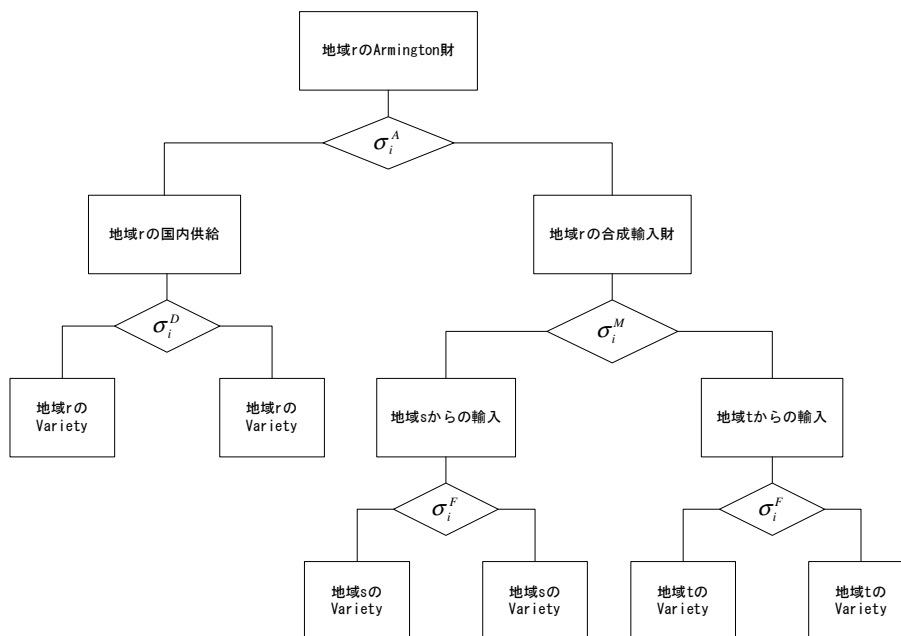 地域rのArmington財
σ_i^A
地域rの国内供給
地域rの合成輸入財
σ_i^D
σ_i^M
地域rの
Variety
地域rの
Variety
地域sからの輸入
地域tからの輸入
σ_i^F
σ_i^F
地域sの
Variety
地域sの
Variety
地域tの
Variety
地域tの
Variety